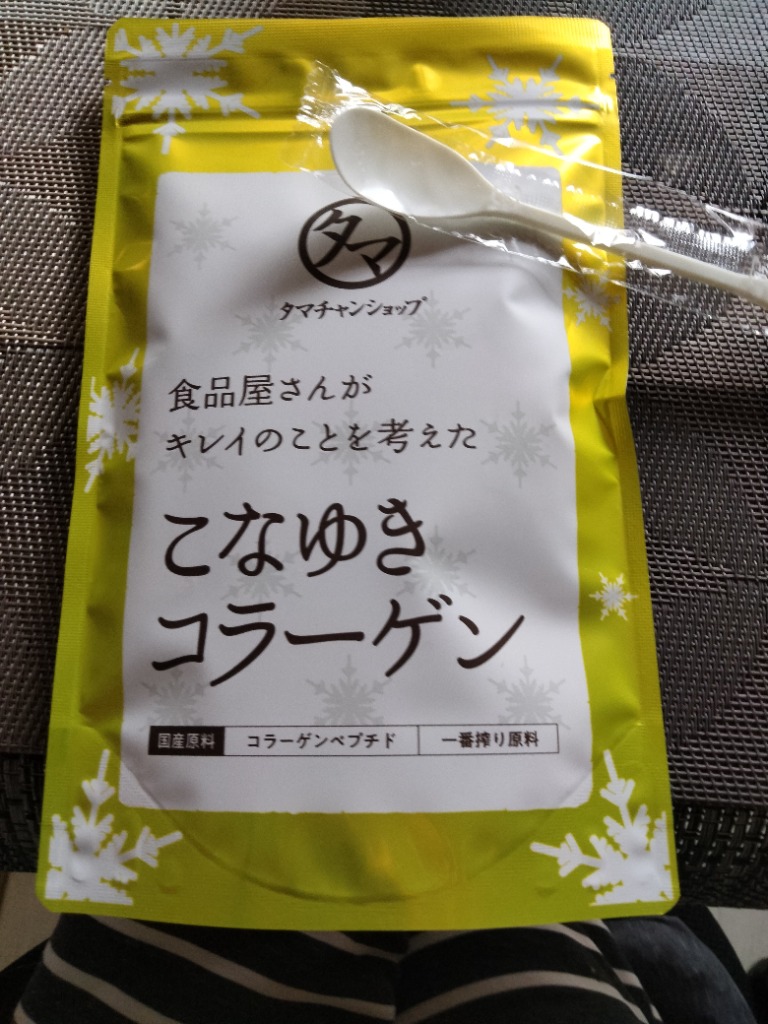 タマ
タマチャンショップ
食品屋さんが
キレイのことを考えた
こなゆき
コラーゲン
国産原料 コラーゲンペプチド 一番搾り原料